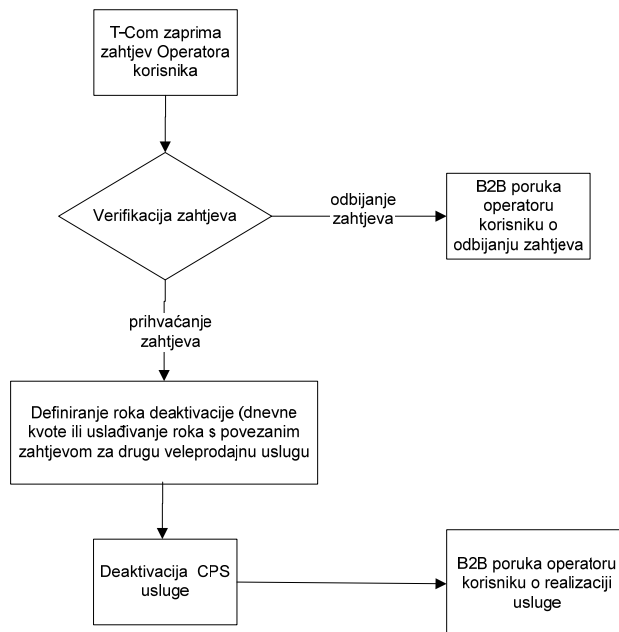 T-Com zaprima
zahtjev Operatora
korisnika
Verifikacija zahtjeva
odbijanje
zahtjeva
B2B poruka
operatoru
korisniku o
odbijanju zahtjeva
prihvaćanje
zahtjeva
Definiranje roka deaktivacije (dnevne
kvote ili uslađivanje roka s povezanim
zahtjevom za drugu veleprodajnu uslugu
Deaktivacija CPS
usluge
B2B poruka operatoru
korisniku o realizaciji
usluge